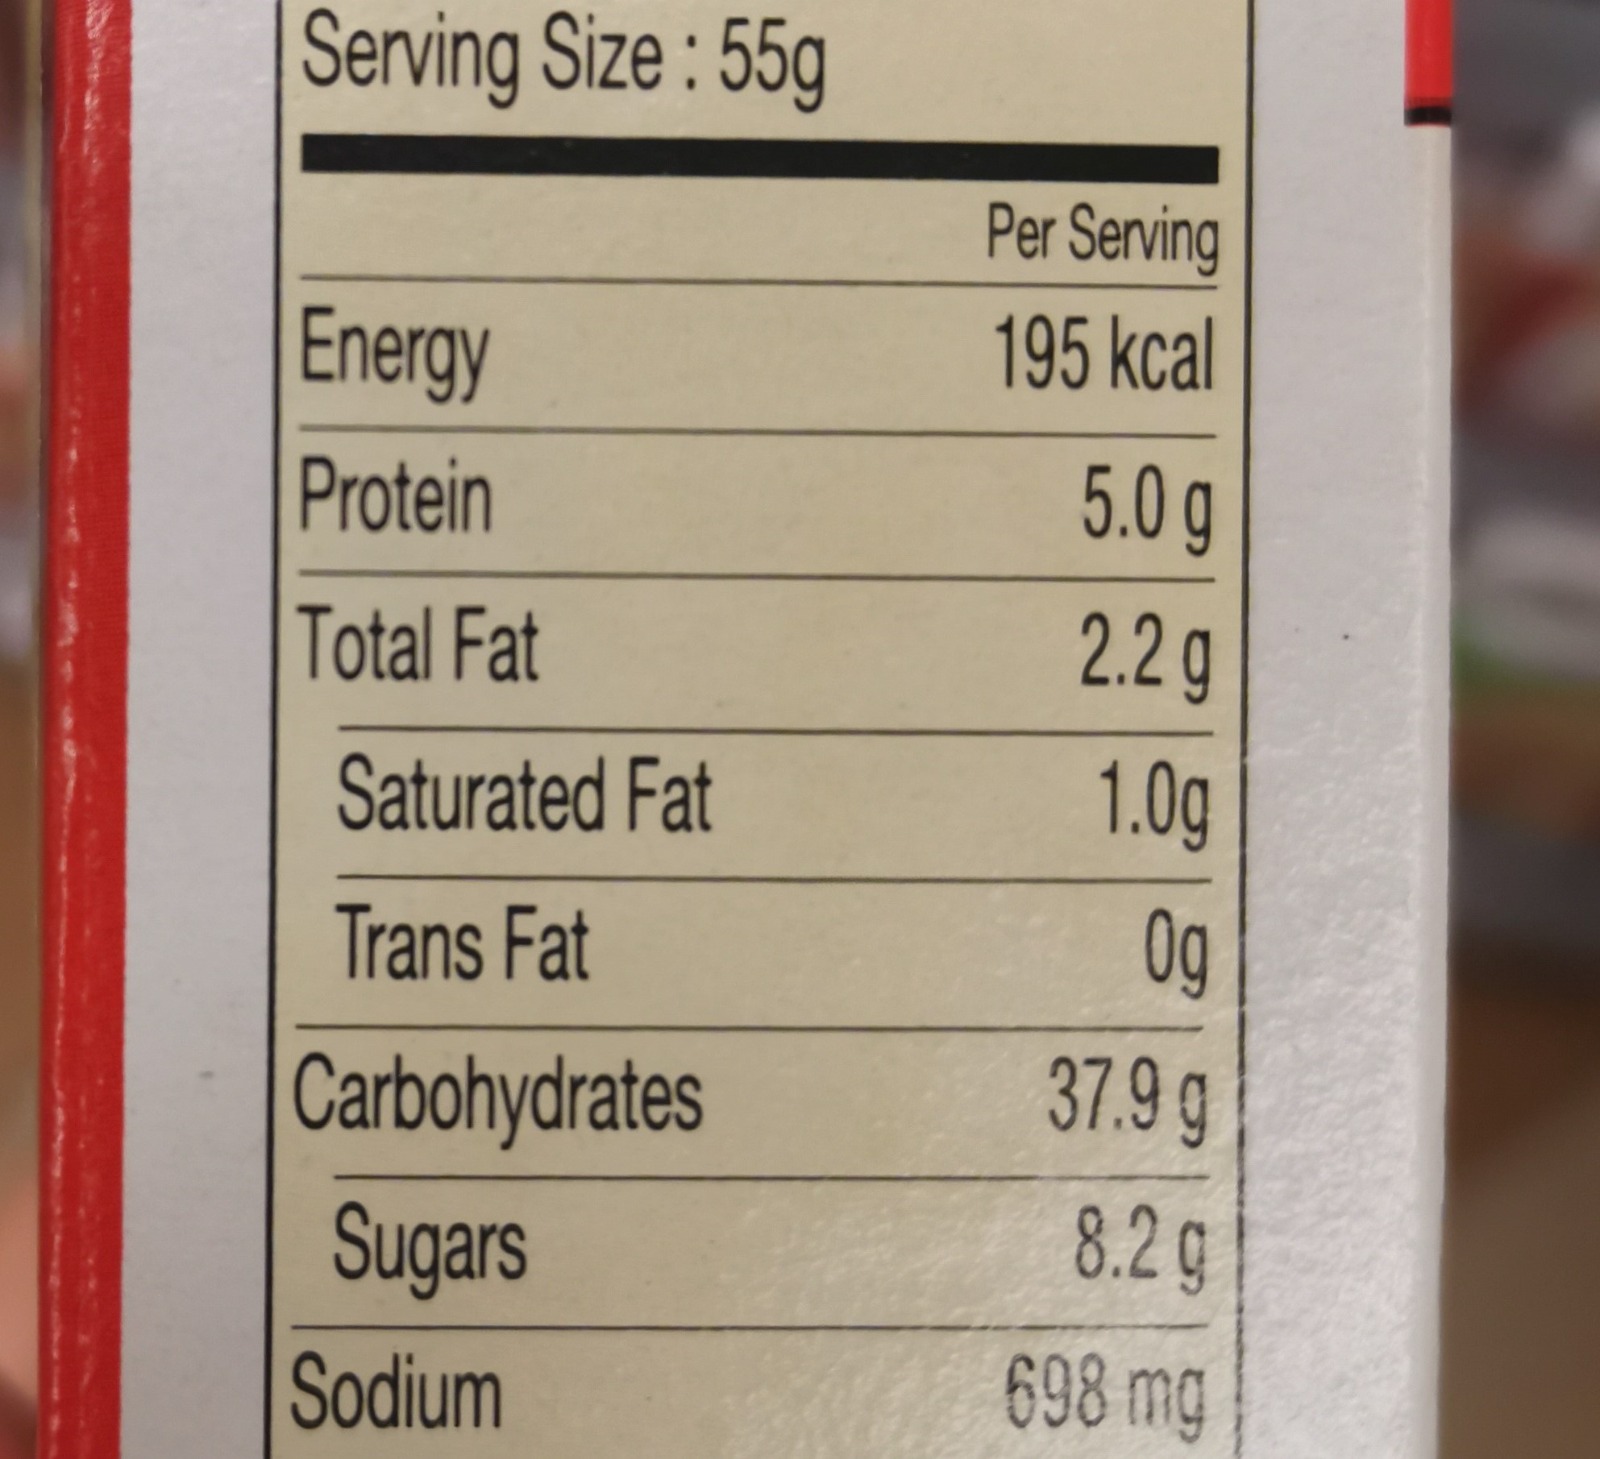 Serving Size : 55g
Per Serving
Energy 195 kcal
Protein 5.0 g
Total Fat 2.2 g
Saturated Fat 1.0g
Trans Fat 0g
Carbohydrates 37.9 g
Sugars 8.2 g
Sodium 698 mg